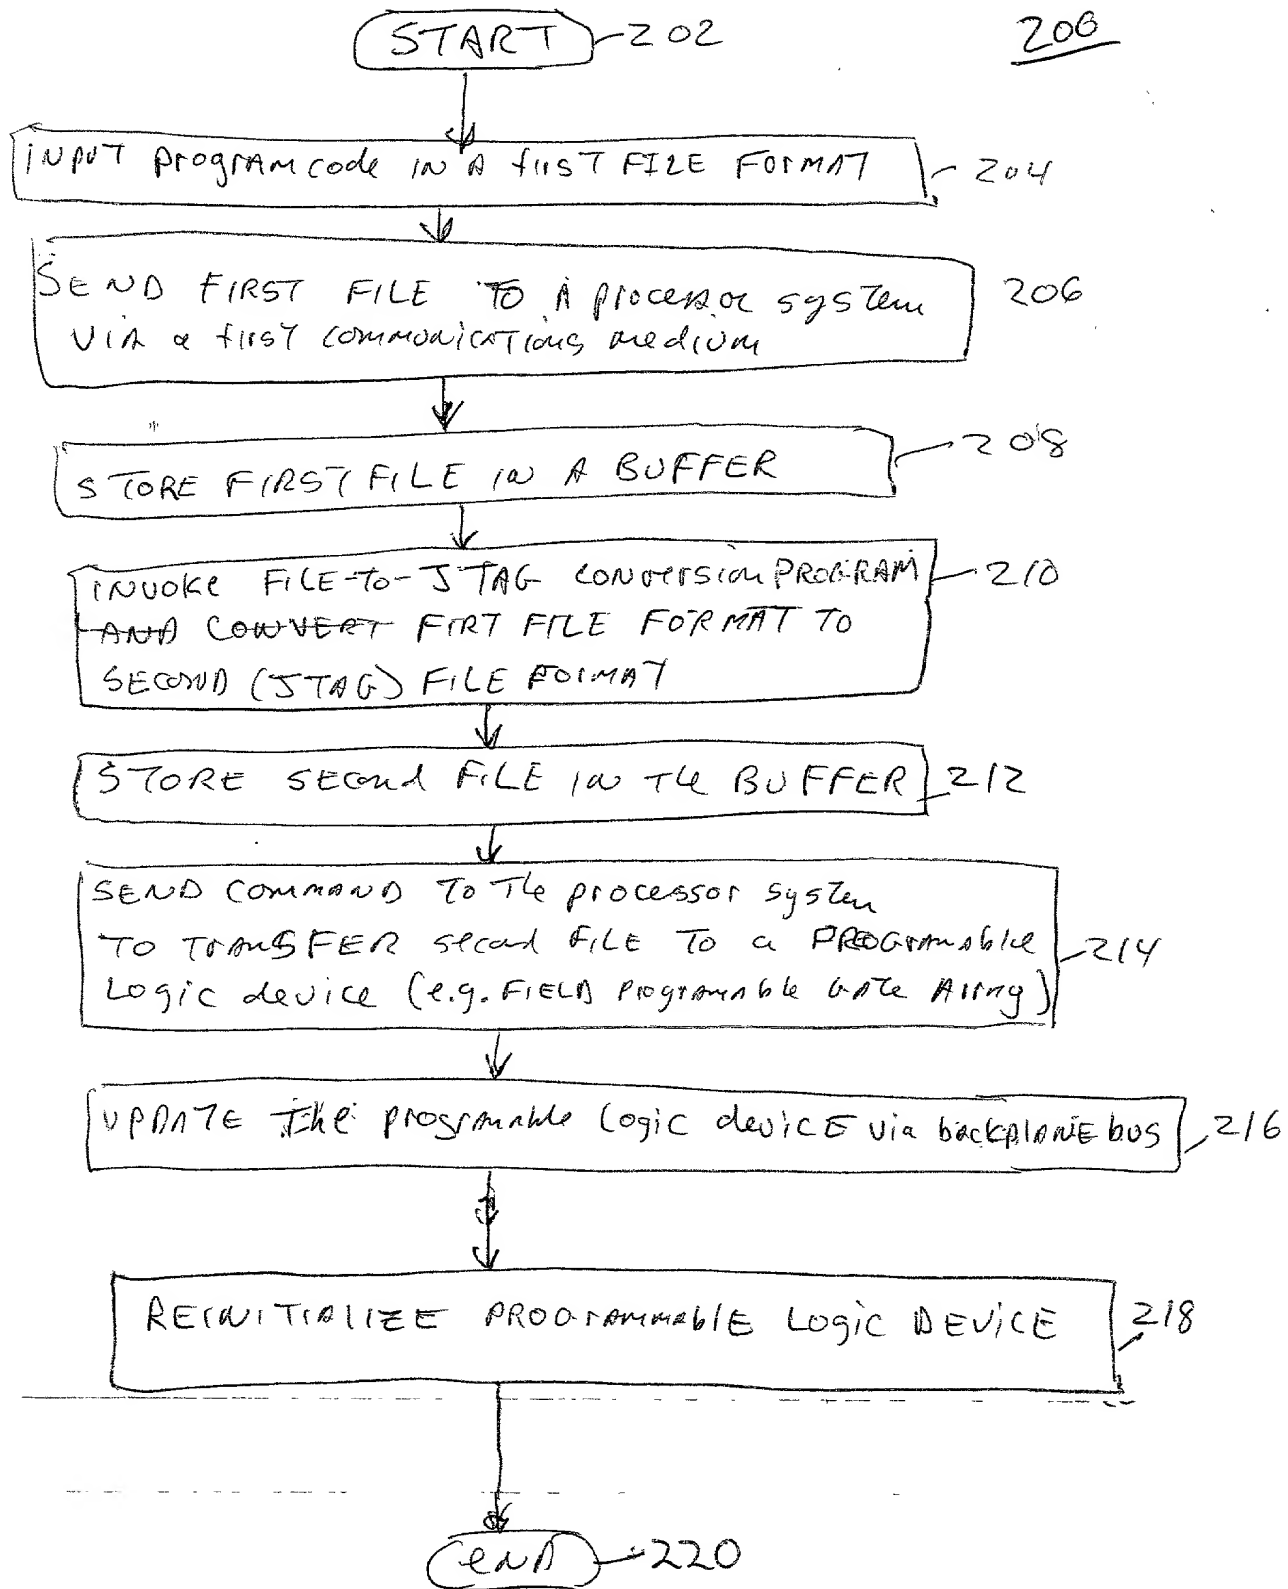 START 202
200
INPUT PROGRAM CODE IN A FIRST FILE FORMAT 204
SEND FIRST FILE TO A PROCESSOR SYSTEM 206
VIA a FIRST COMMUNICATIONS MEDIUM
208
STORE FIRST FILE IN A BUFFER
INVOKE FILE-TO-JTAG CONVERSION PROGRAM 210
AND CONVERT FIRT FILE FORMAT TO
SECOND (JTAG) FILE FORMAT
STORE SECOND FILE IN THE BUFFER 212
SEND COMMAND TO THE PROCESSOR SYSTEM
TO TRANSFER SECOND FILE TO a PROGRAMABLE 214
LOGIC DEVICE (e.g. FIELD PROGRAMABLE GATE ARRAY)
UPDATE THE PROGRAMABLE LOGIC DEVICE VIA BACKPLANE BUS 216
REINITIALIZE PROGRAMMABLE LOGIC DEVICE 218
END 220